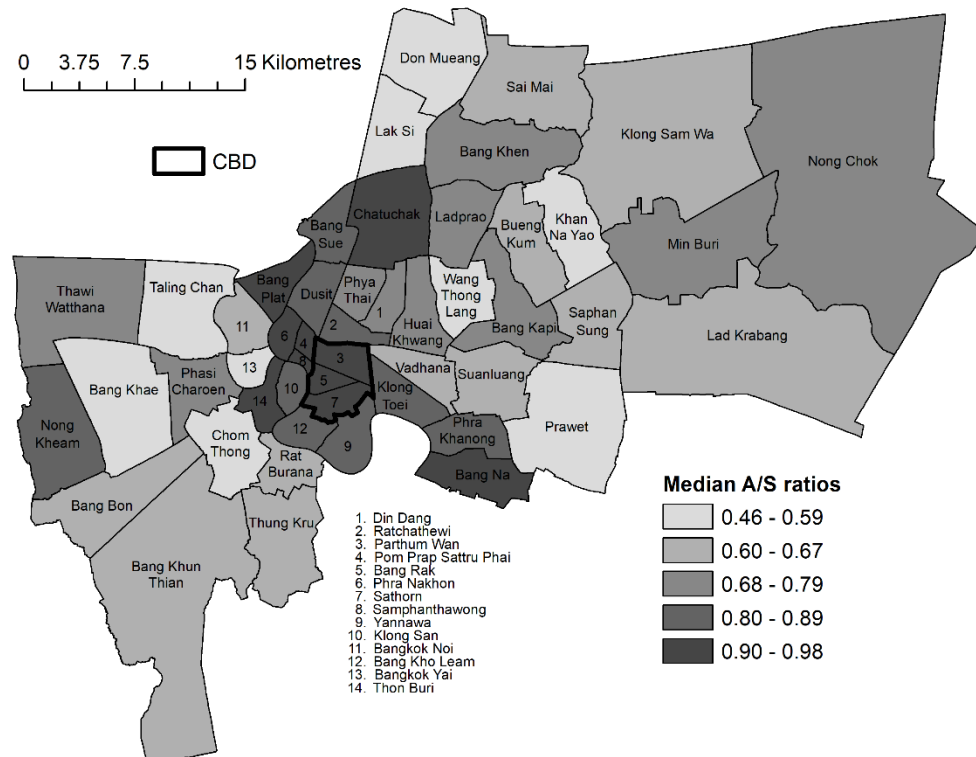 0 3.75 7.5 15 Kilometres
CBD
Don Mueang
Sai Mai
Lak Si
Klong Sam Wa
Bang Khen
Nong Chok
Chatuchak
Ladprao
Bueng
Kum
Khan
Na Yao
Bang
Sue
Min Buri
Bang
Plat
Dusit
Phya
Thai
1
Wang
Thong
Lang
Thawi
Watthana
Taling Chan
11
6
4
8
2
Huai
Khwang
Bang Kapi
Saphan
Sung
Lad Krabang
3
5
7
Vadhana
Suanluang
Bang Khae
Phasi
Charoen
13
14
10
Klong
Toei
12
9
Phra
Khanong
Prawet
Nong
Kheam
Chom
Thong
Rat
Burana
Bang Na
Bang Bon
Thung Kru
Bang Khun
Thian
1. Din Dang
2. Ratchathewi
3. Parthum Wan
4. Pom Prap Sattru Phai
5. Bang Rak
6. Phra Nakhon
7. Sathorn
8. Samphanthawong
9. Yannawa
10. Klong San
11. Bangkok Noi
12. Bang Kho Leam
13. Bangkok Yai
14. Thon Buri
Median A/S ratios
0.46 - 0.59
0.60 - 0.67
0.68 - 0.79
0.80 - 0.89
0.90 - 0.98